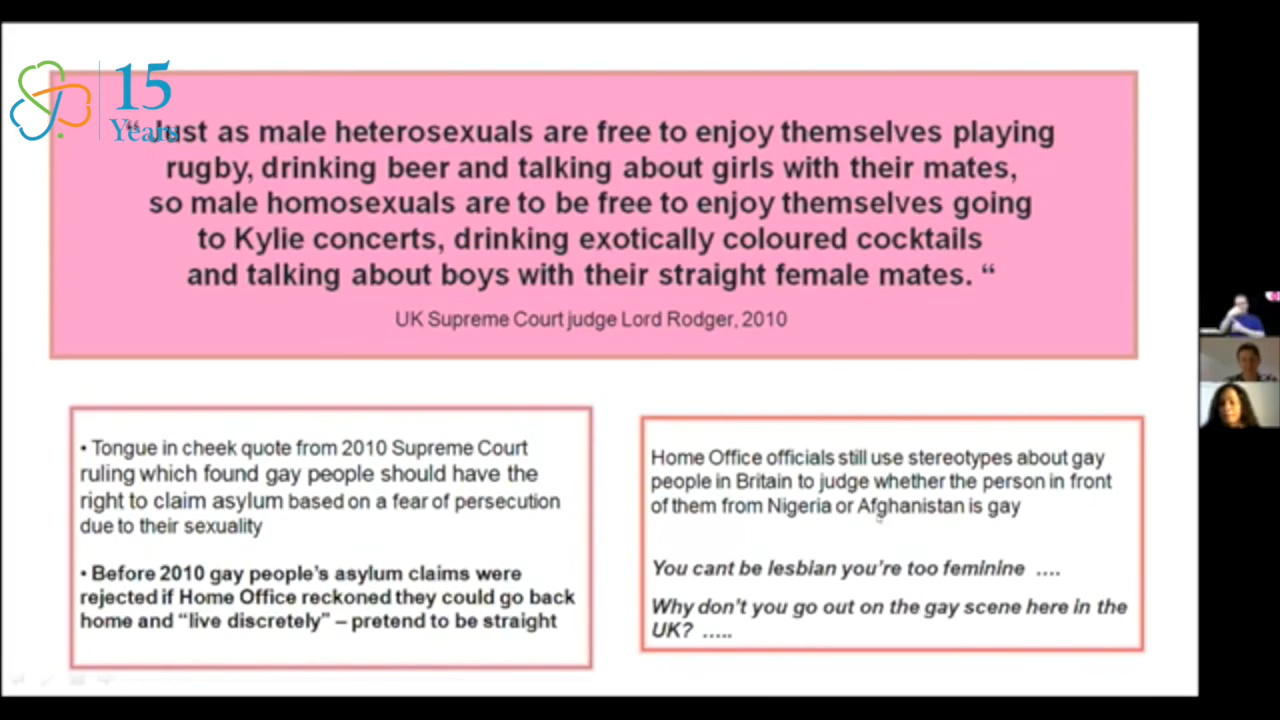 15
Years
“Just as male heterosexuals are free to enjoy themselves playing
rugby, drinking beer and talking about girls with their mates,
so male homosexuals are to be free to enjoy themselves going
to Kylie concerts, drinking exotically coloured cocktails
and talking about boys with their straight female mates. “
UK Supreme Court judge Lord Rodger, 2010
• Tongue in cheek quote from 2010 Supreme Court
ruling which found gay people should have the
right to claim asylum based on a fear of persecution
due to their sexuality
• Before 2010 gay people’s asylum claims were
rejected if Home Office reckoned they could go back
home and “live discretely” – pretend to be straight
Home Office officials still use stereotypes about gay
people in Britain to judge whether the person in front
of them from Nigeria or Afghanistan is gay
You cant be lesbian you’re too feminine ….
Why don’t you go out on the gay scene here in the
UK? …..